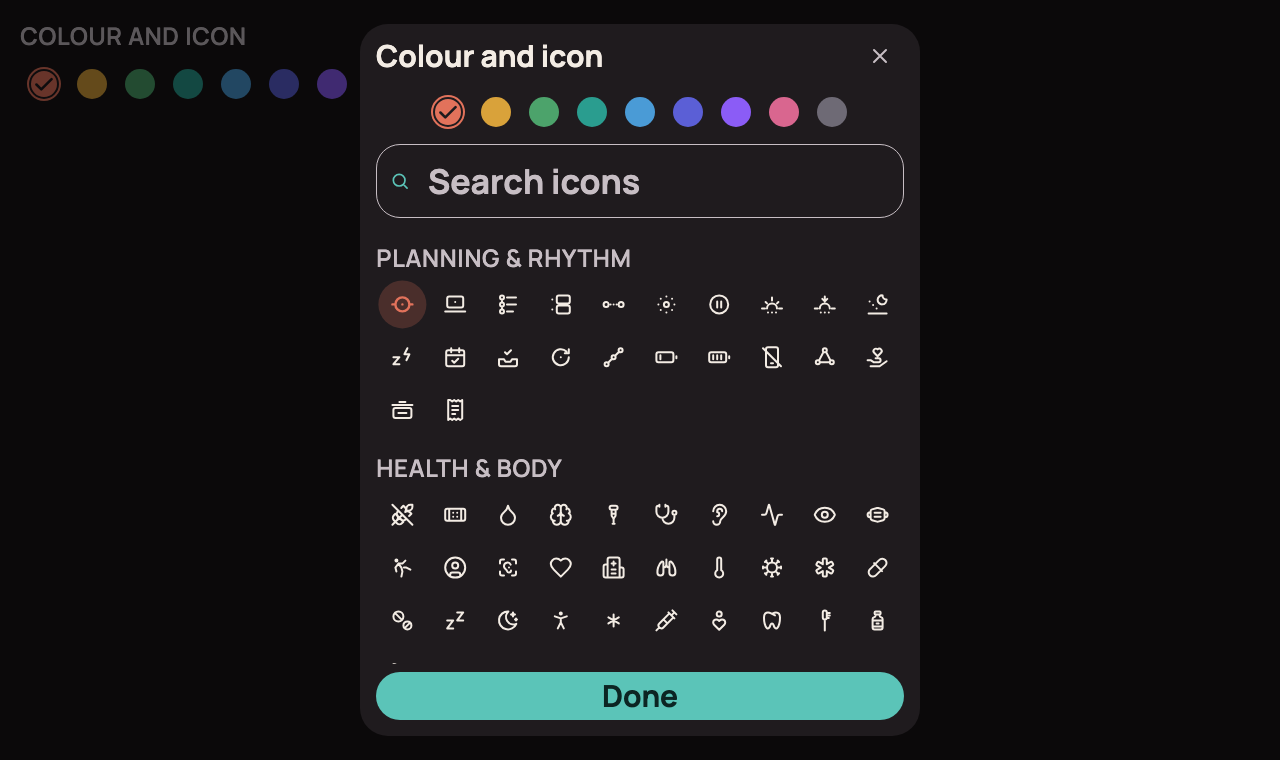 COLOUR AND ICON
Colour and icon
Search icons
PLANNING & RHYTHM
HEALTH & BODY
Done